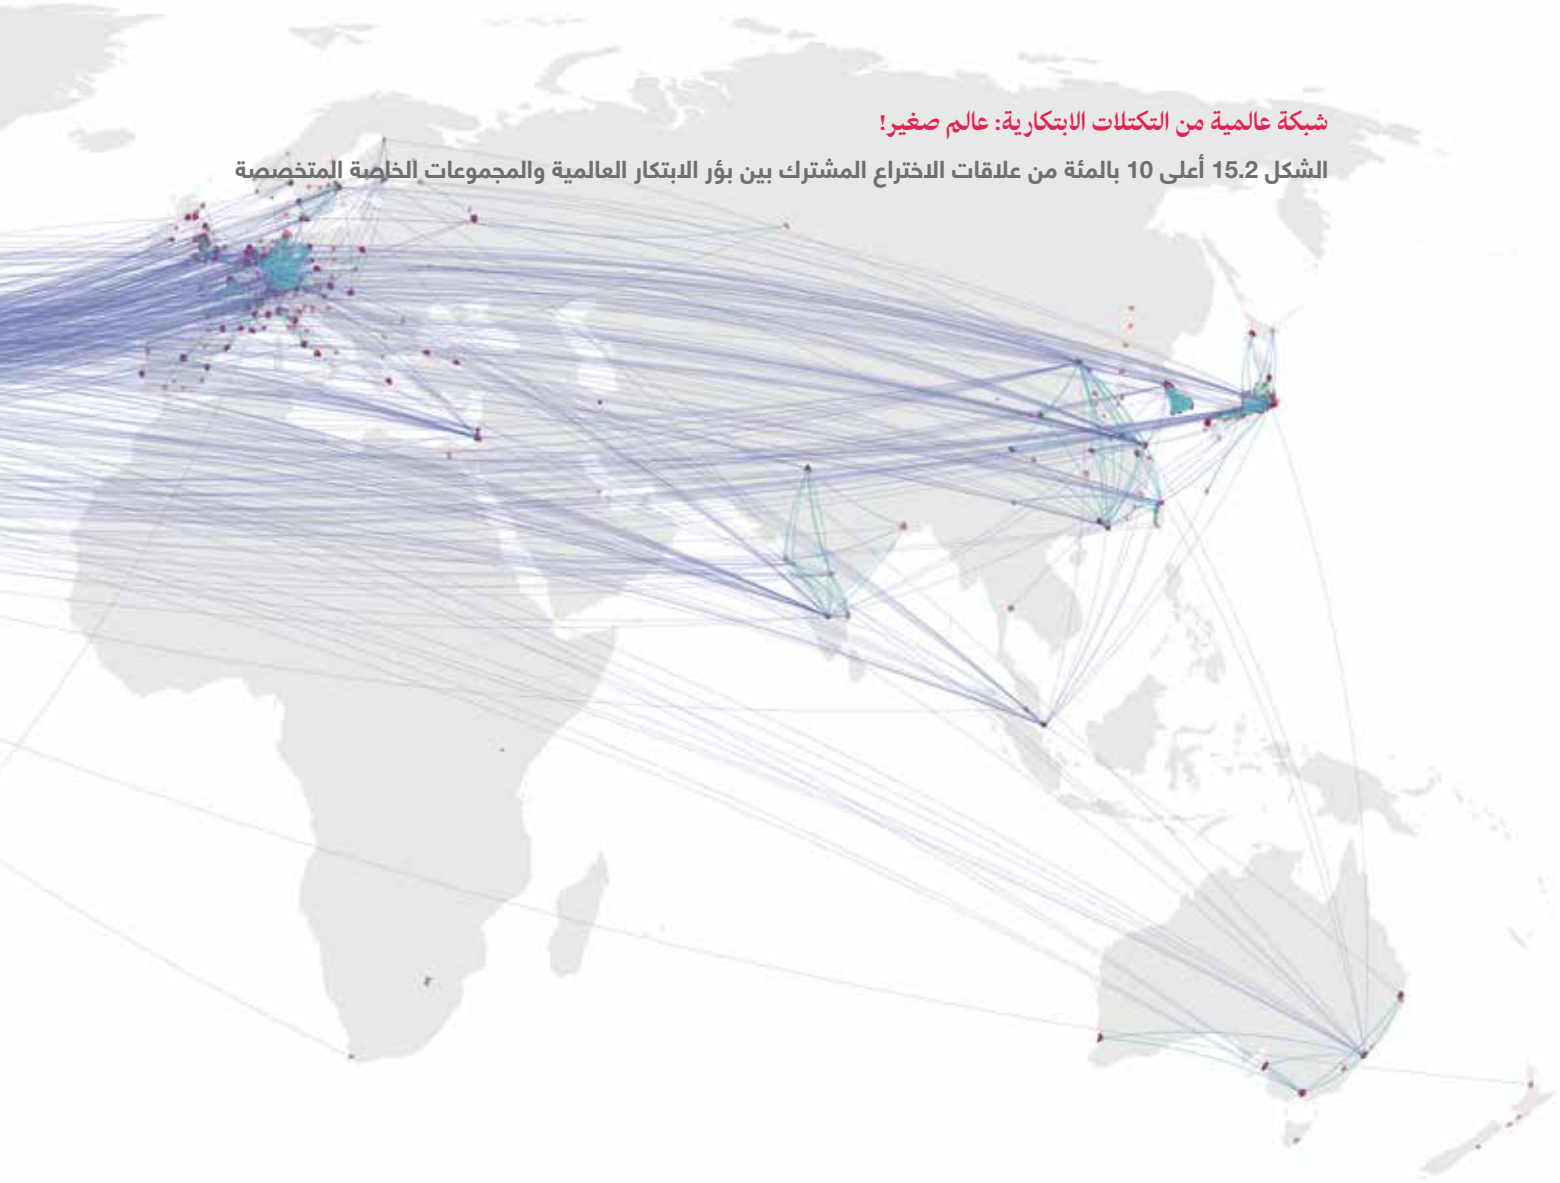 شبكة عالمية من التكتلات الابتكارية: عالم صغير!
الشكل 15.2 أعلى 10 بالمئة من علاقات الاختراع المشترك بين بؤر الابتكار العالمية والمجموعات الخاصة المتخصصة